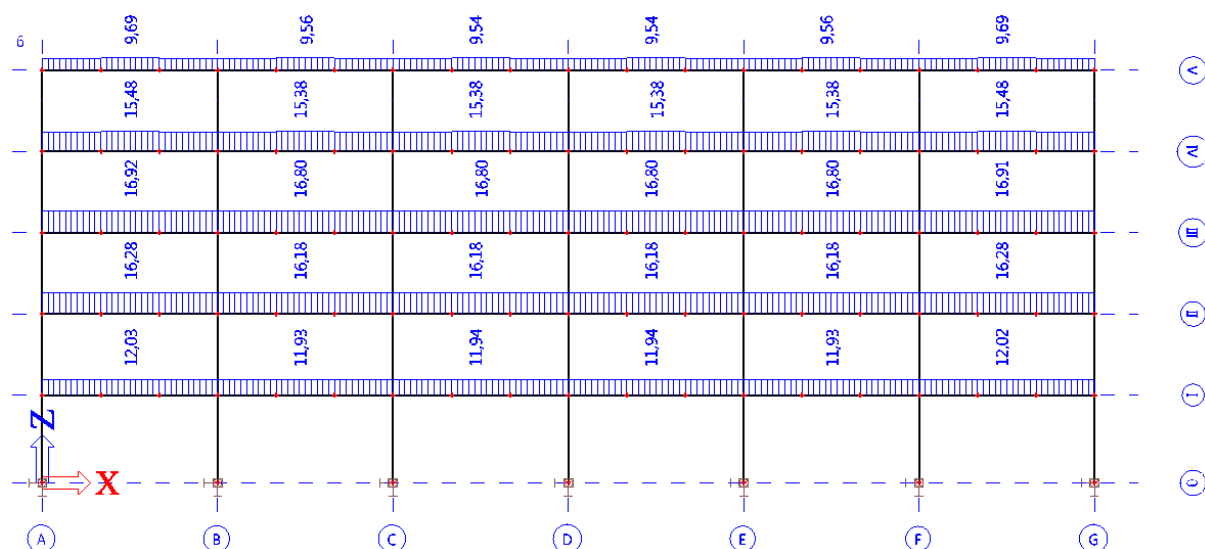 9,69 9,56 9,54 9,54 9,56 9,69
6
V
15,48 15,38 15,38 15,38 15,38 15,48
IV
16,92 16,80 16,80 16,80 16,80 16,91
III
16,28 16,18 16,18 16,18 16,18 16,28
II
12,03 11,93 11,94 11,94 11,93 12,02
I
Z
X
0
A B C D E F G